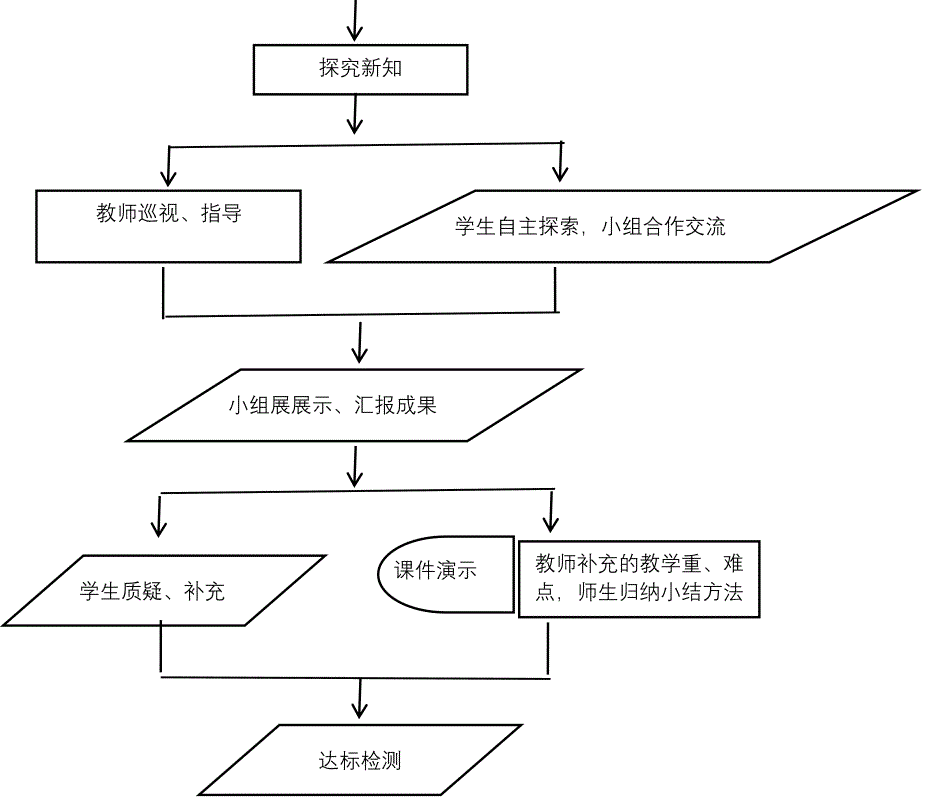 探究新知
教师巡视、指导
学生自主探索，小组合作交流
小组展展示、汇报成果
学生质疑、补充
课件演示
教师补充的教学重、难
点，师生归纳小结方法
达标检测